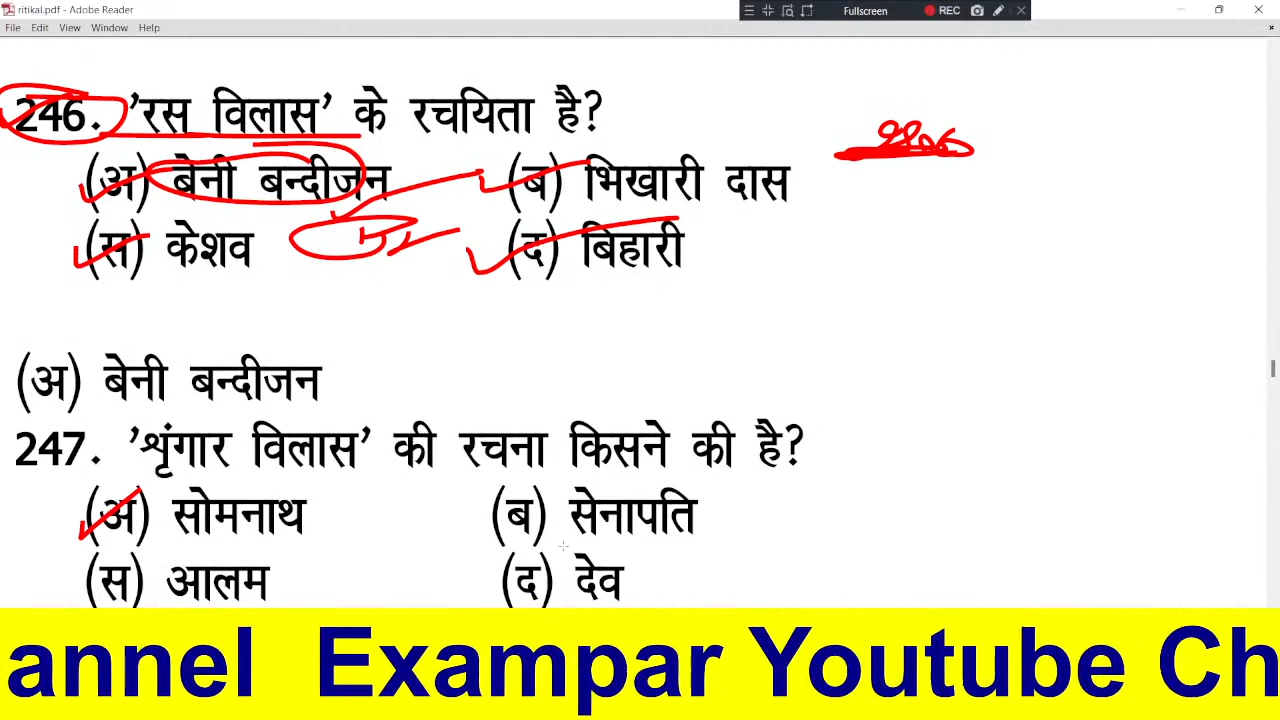 ritikal.pdf - Adobe Reader
File Edit View Window Help
Fullscreen REC
246. 'रस विलास' के रचयिता है?
(अ) बेनी बन्दीजन (ब) भिखारी दास
(स) केशव (द) बिहारी
(अ) बेनी बन्दीजन
247. 'शृंगार विलास' की रचना किसने की है?
(अ) सोमनाथ (ब) सेनापति
(स) आलम (द) देव
annel Exampar Youtube Ch